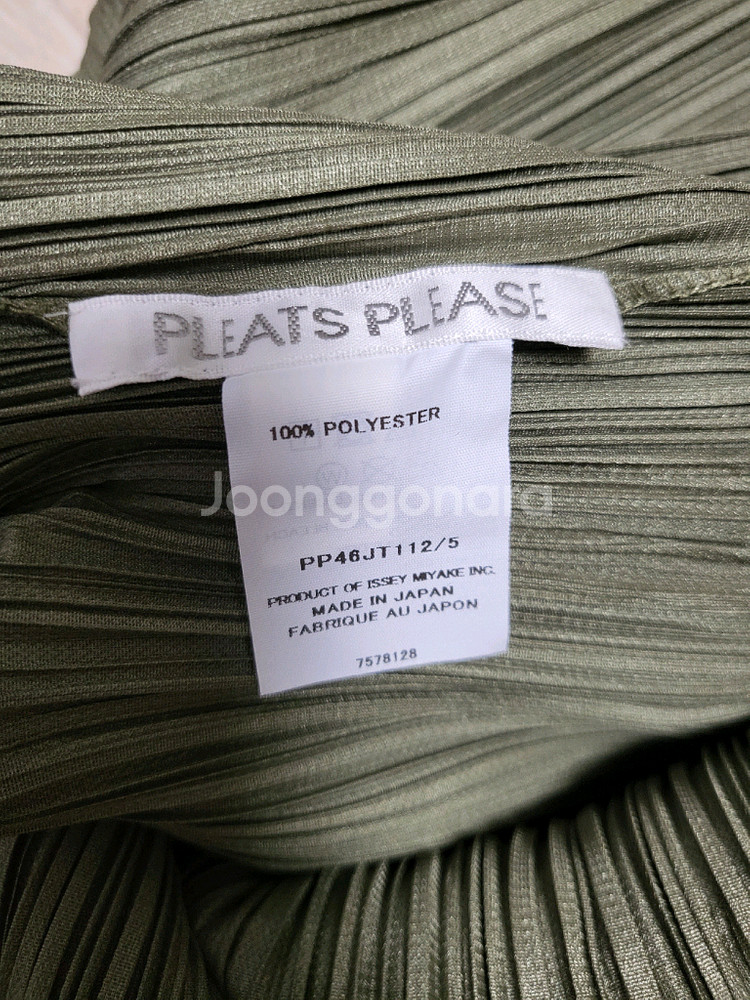 PLEATS PLEASE
100% POLYESTER
W
Joonggonara
PP46JT112/5
PRODUCT OF ISSEY MIYAKE INC.
MADE IN JAPAN
FABRIQUE AU JAPON
7578128